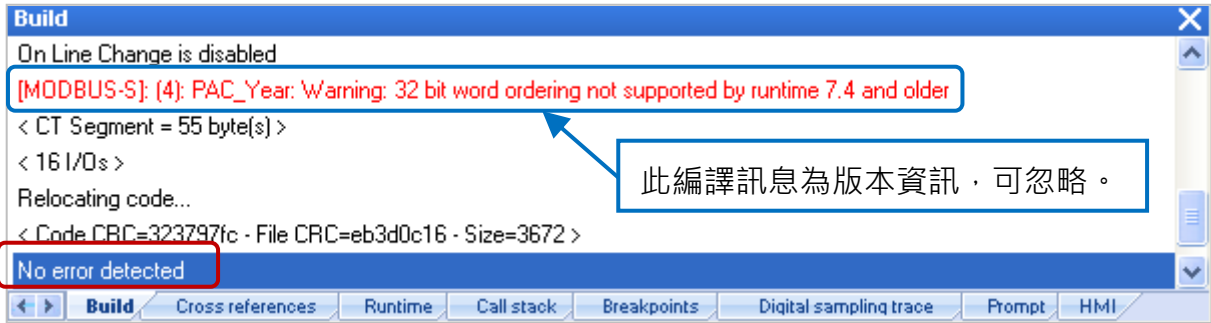 Build
On Line Change is disabled
[MODBUS-S]: (4): PAC_Year: Warning: 32 bit word ordering not supported by runtime 7.4 and older
< CT Segment = 55 byte(s) >
< 16 I/Os >
此編譯訊息為版本資訊，可忽略。
Relocating code...
< Code CRC=323797fc - File CRC=eb3d0c16 - Size=3672 >
No error detected
Build Cross references Runtime Call stack Breakpoints Digital sampling trace Prompt HMI